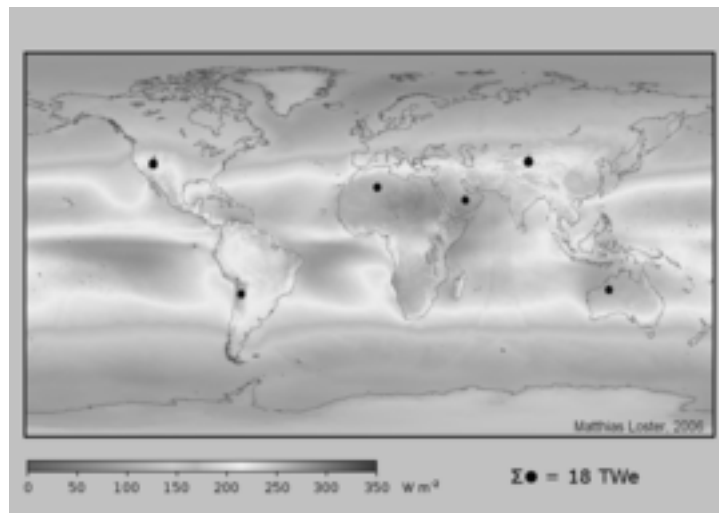 Matthias Loster, 2006
0 50 100 150 200 250 300 350 W m⁻²
Σ● = 18 TWe